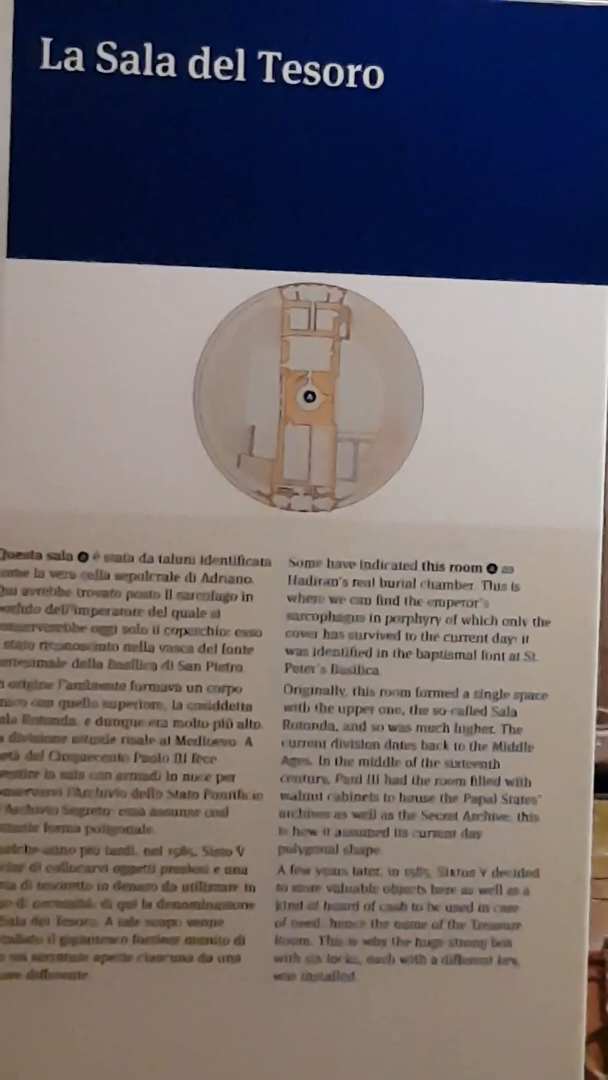 La Sala del Tesoro
A
Questa sala A è stata da taluni identificata
come la vera cella sepolcrale di Adriano.
Qui avrebbe trovato posto il sarcofago in
porfido dell'imperatore del quale si
conserverebbe oggi solo il coperchio: esso
stato riconosciuto nella vasca del fonte
battesimale della Basilica di San Pietro.
In origine l'ambiente formava un corpo
unico con quello superiore, la cosiddetta
Sala Rotonda, e dunque era molto più alto.
La divisione attuale risale al Medioevo. A
metà del Cinquecento Paolo III fece
rivestire la sala con armadi in noce per
conservarvi l'Archivio dello Stato Pontificio
l'Archivio Segreto: essa assunse così
forma poligonale.
Qualche anno più tardi, nel 1585, Sisto V
di collocarvi oggetti preziosi e una
di tesoretto in denaro da utilizzare in
di necessità: di qui la denominazione
Sala del Tesoro. A tale scopo venne
installato il gigantesco forziere munito di
sei serrature aperte ciascuna da una
differente
Some have indicated this room A as
Hadiran's real burial chamber. This is
where we can find the emperor's
sarcophagus in porphyry of which only the
cover has survived to the current day: it
was identified in the baptismal font at St.
Peter's Basilica.
Originally, this room formed a single space
with the upper one, the so-called Sala
Rotonda, and so was much higher. The
current division dates back to the Middle
Ages. In the middle of the sixteenth
century, Paul III had the room filled with
walnut cabinets to house the Papal States'
archives as well as the Secret Archive: this
is how it assumed its current day
polygonal shape.
A few years later, in 1585, Sixtus V decided
to store valuable objects here as well as a
kind of hoard of cash to be used in case
of need: hence the name of the Treasure
Room. This is why the huge strong box
with six locks, each with a different key,
was installed.